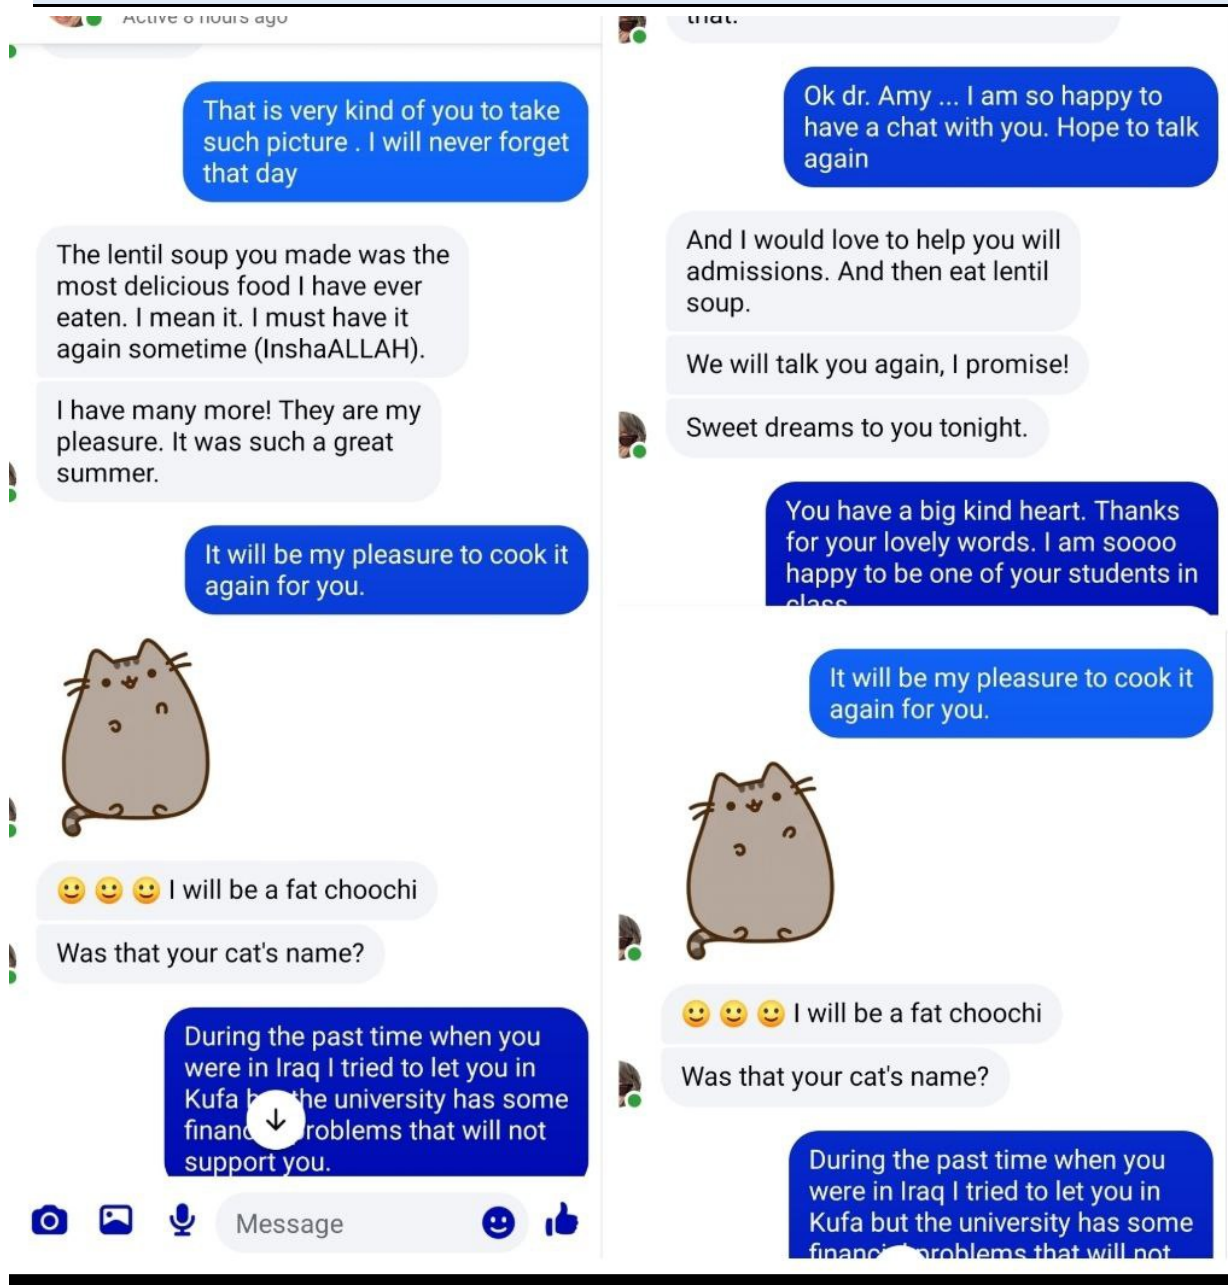 Active 8 hours ago
That is very kind of you to take
such picture . I will never forget
that day
The lentil soup you made was the
most delicious food I have ever
eaten. I mean it. I must have it
again sometime (InshaALLAH).
I have many more! They are my
pleasure. It was such a great
summer.
It will be my pleasure to cook it
again for you.
🙂 🙂 🙂 I will be a fat choochi
Was that your cat's name?
During the past time when you
were in Iraq I tried to let you in
Kufa the university has some
problems that will not
support you.
Message
that.
Ok dr. Amy ... I am so happy to
have a chat with you. Hope to talk
again
And I would love to help you will
admissions. And then eat lentil
soup.
We will talk you again, I promise!
Sweet dreams to you tonight.
You have a big kind heart. Thanks
for your lovely words. I am soooo
happy to be one of your students in
class
It will be my pleasure to cook it
again for you.
🙂 🙂 🙂 I will be a fat choochi
Was that your cat's name?
During the past time when you
were in Iraq I tried to let you in
Kufa but the university has some
problems that will not